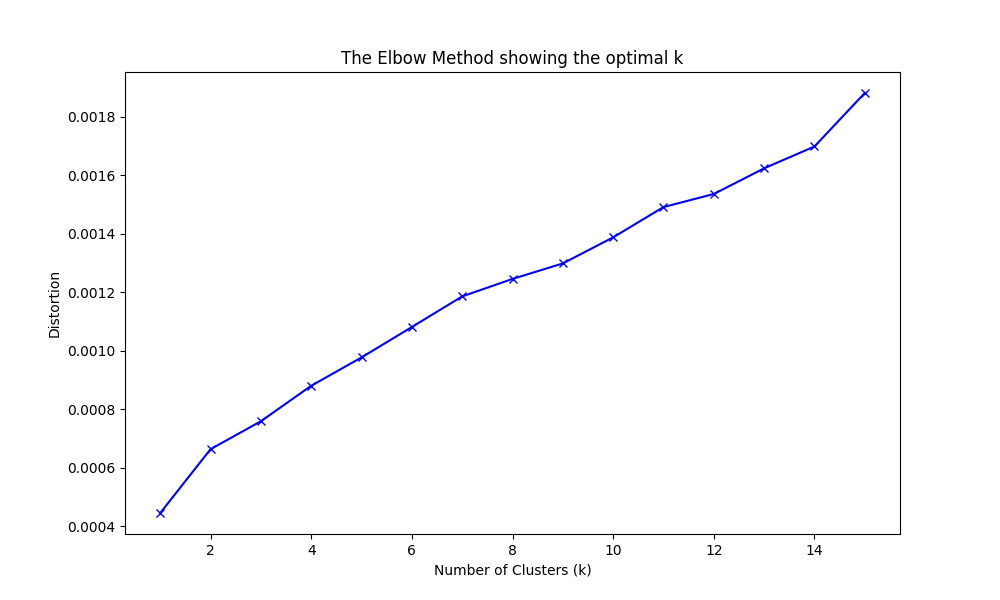 The Elbow Method showing the optimal k
0.0018
0.0016
0.0014
0.0012
0.0010
0.0008
0.0006
0.0004
Distortion
2 4 6 8 10 12 14
Number of Clusters (k)